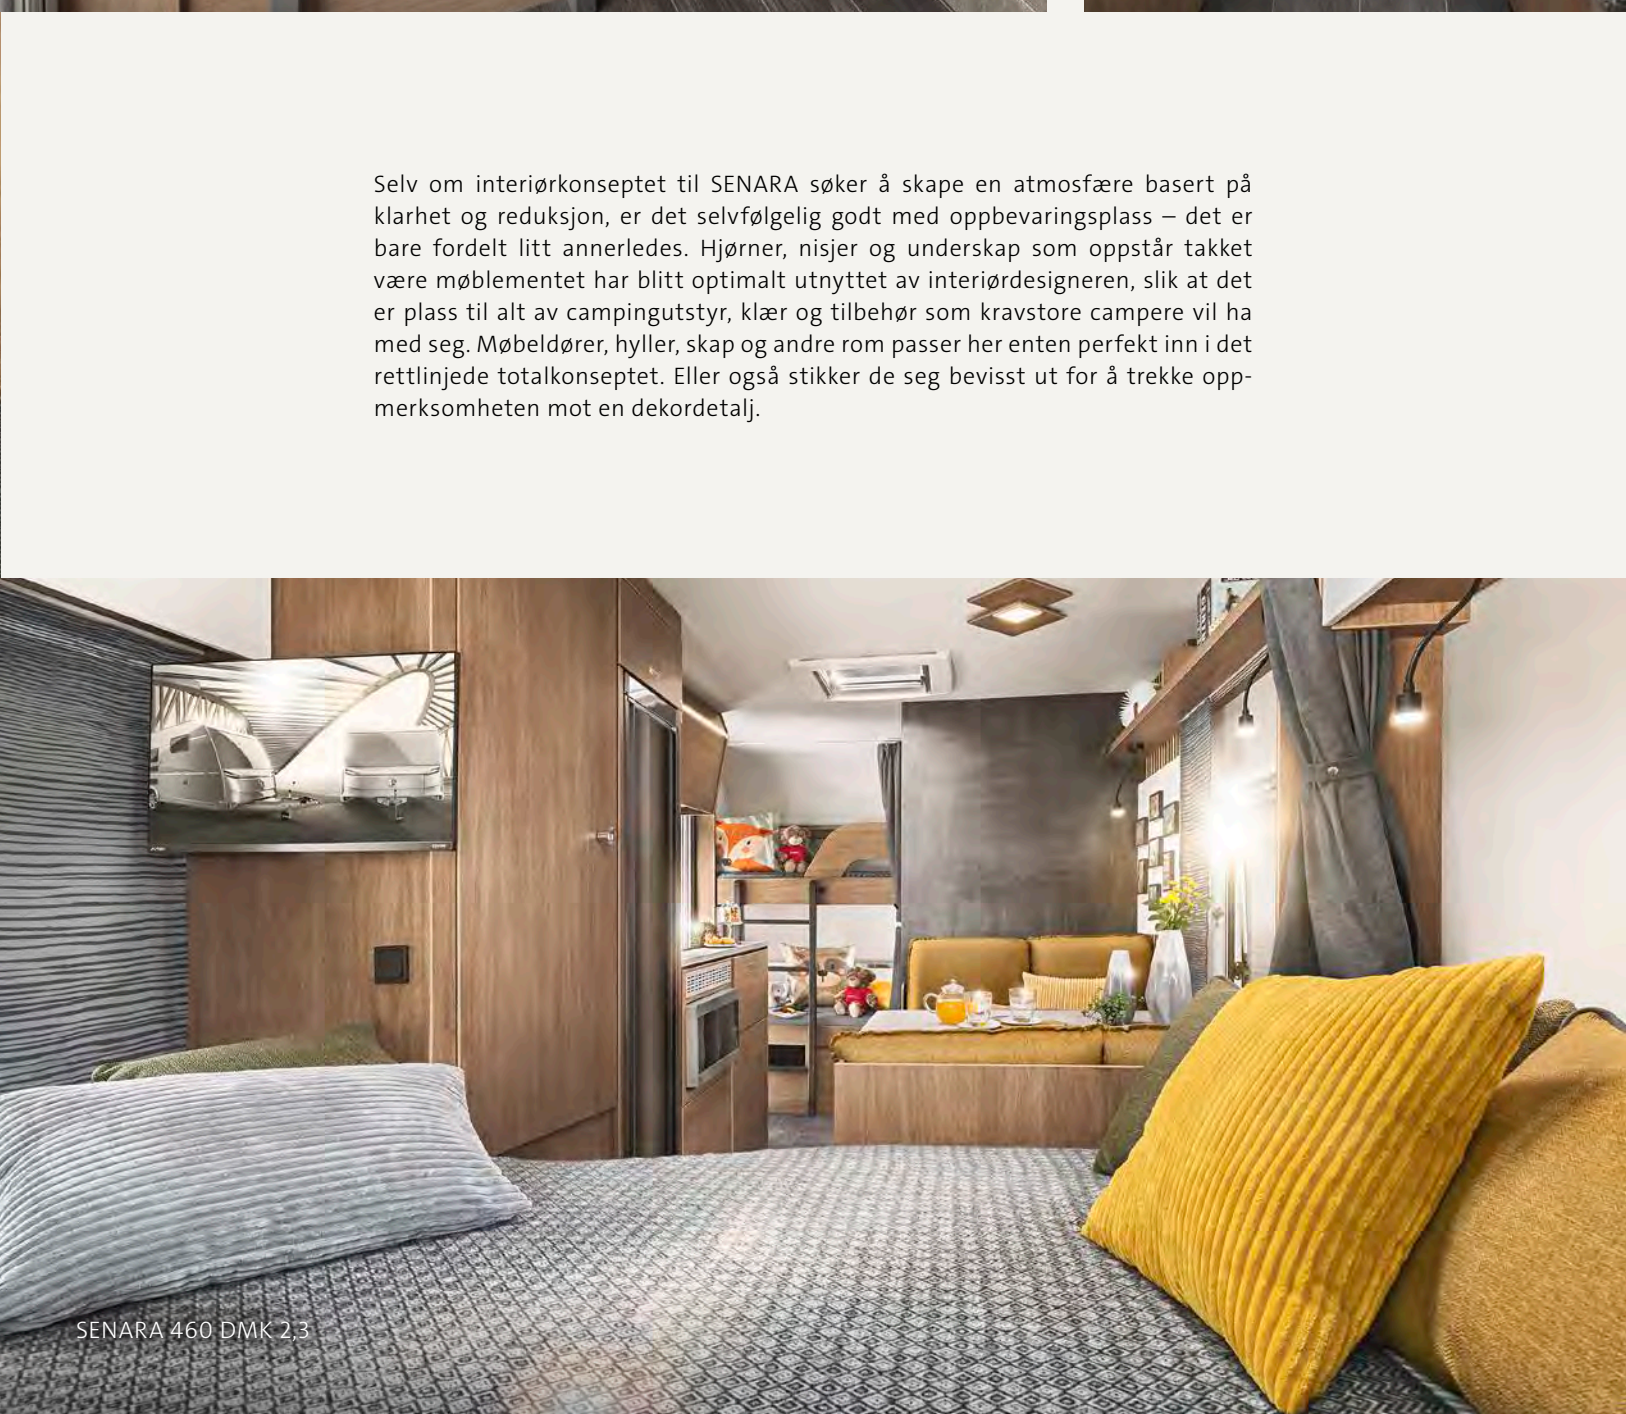 Selv om interiørkonseptet til SENARA søker å skape en atmosfære basert på
klarhet og reduksjon, er det selvfølgelig godt med oppbevaringsplass – det er
bare fordelt litt annerledes. Hjørner, nisjer og underskap som oppstår takket
være møblementet har blitt optimalt utnyttet av interiørdesigneren, slik at det
er plass til alt av campingutstyr, klær og tilbehør som kravstore campere vil ha
med seg. Møbeldører, hyller, skap og andre rom passer her enten perfekt inn i det
rettlinjede totalkonseptet. Eller også stikker de seg bevisst ut for å trekke opp-
merksomheten mot en dekordetalj.
SENARA 460 DMK 2,3